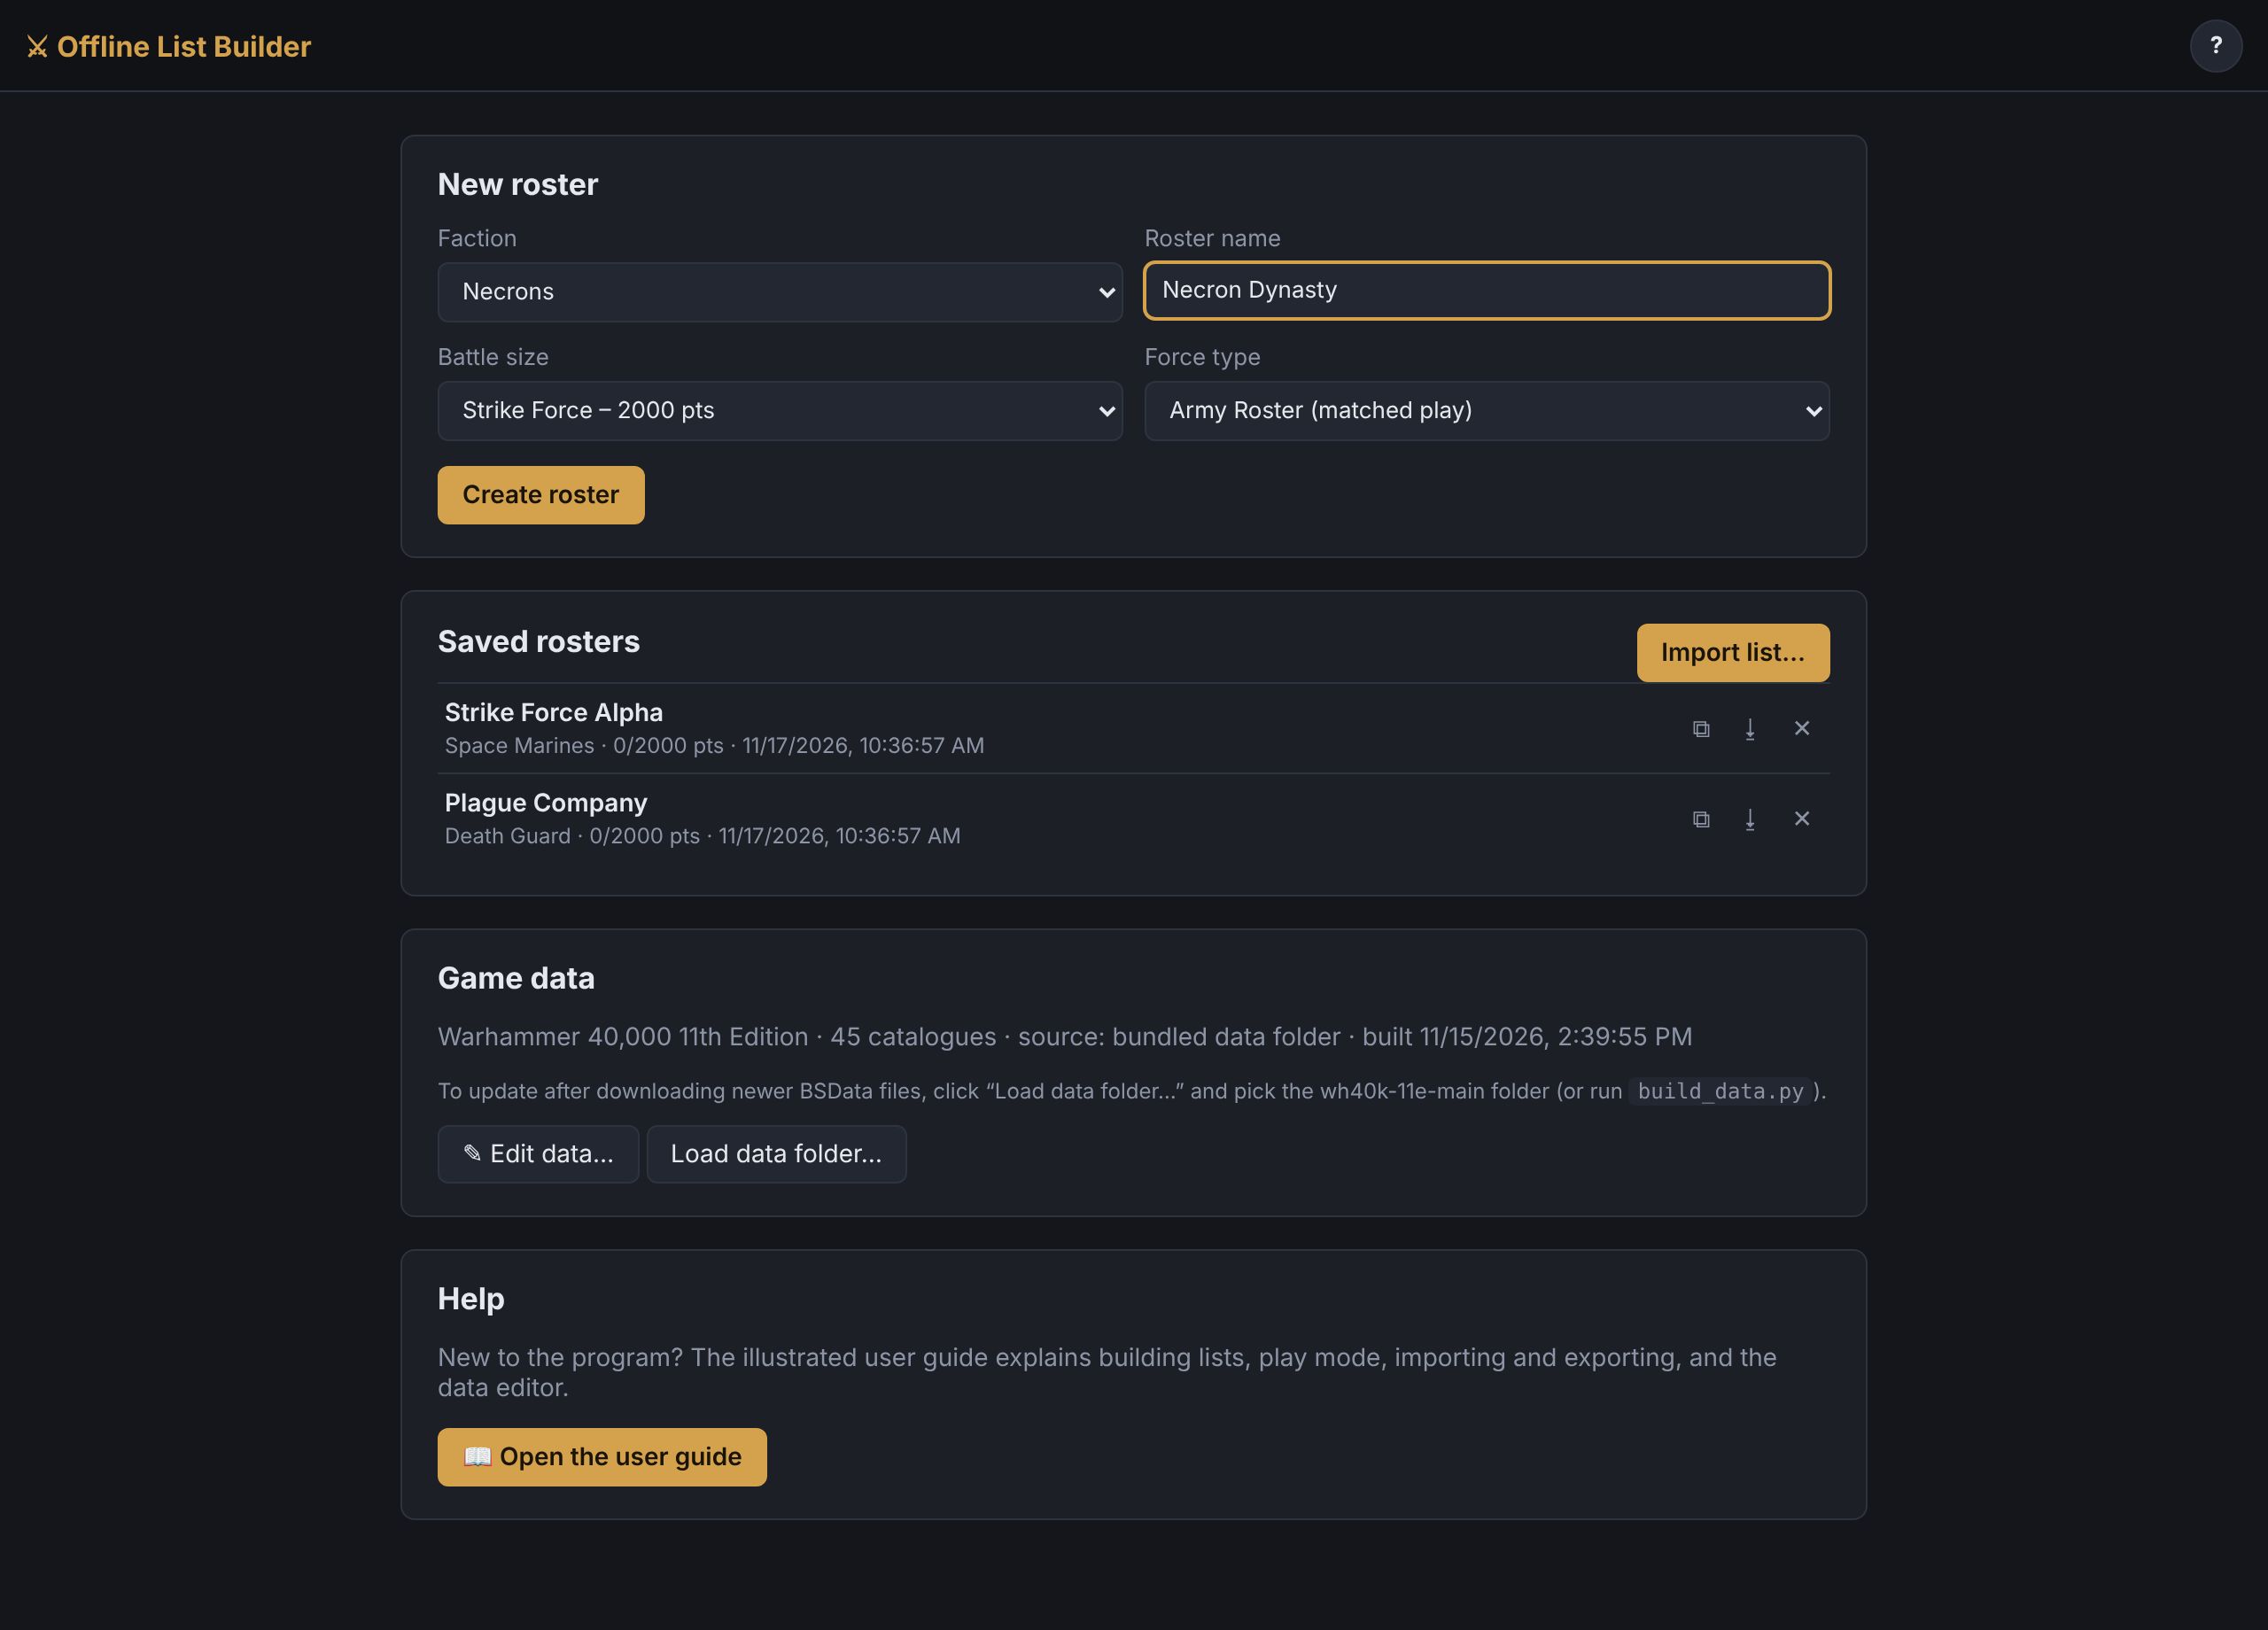 ⚔ Offline List Builder
?
New roster
Faction
Roster name
Necrons
Necron Dynasty
Battle size
Force type
Strike Force – 2000 pts
Army Roster (matched play)
Create roster
Saved rosters
Import list…
Strike Force Alpha
Space Marines · 0/2000 pts · 11/17/2026, 10:36:57 AM
Plague Company
Death Guard · 0/2000 pts · 11/17/2026, 10:36:57 AM
Game data
Warhammer 40,000 11th Edition · 45 catalogues · source: bundled data folder · built 11/15/2026, 2:39:55 PM
To update after downloading newer BSData files, click “Load data folder…” and pick the wh40k-11e-main folder (or run build_data.py).
✎ Edit data…
Load data folder…
Help
New to the program? The illustrated user guide explains building lists, play mode, importing and exporting, and the
data editor.
📖 Open the user guide